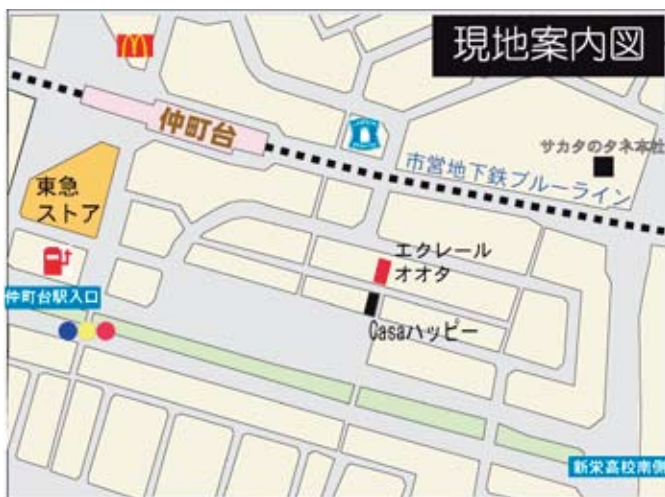 現地案内図
仲町台
サカタのタネ本社
市営地下鉄ブルーライン
東急
ストア
エクレール
オオタ
仲町台駅入口
Casaハッピー
新栄高校南側